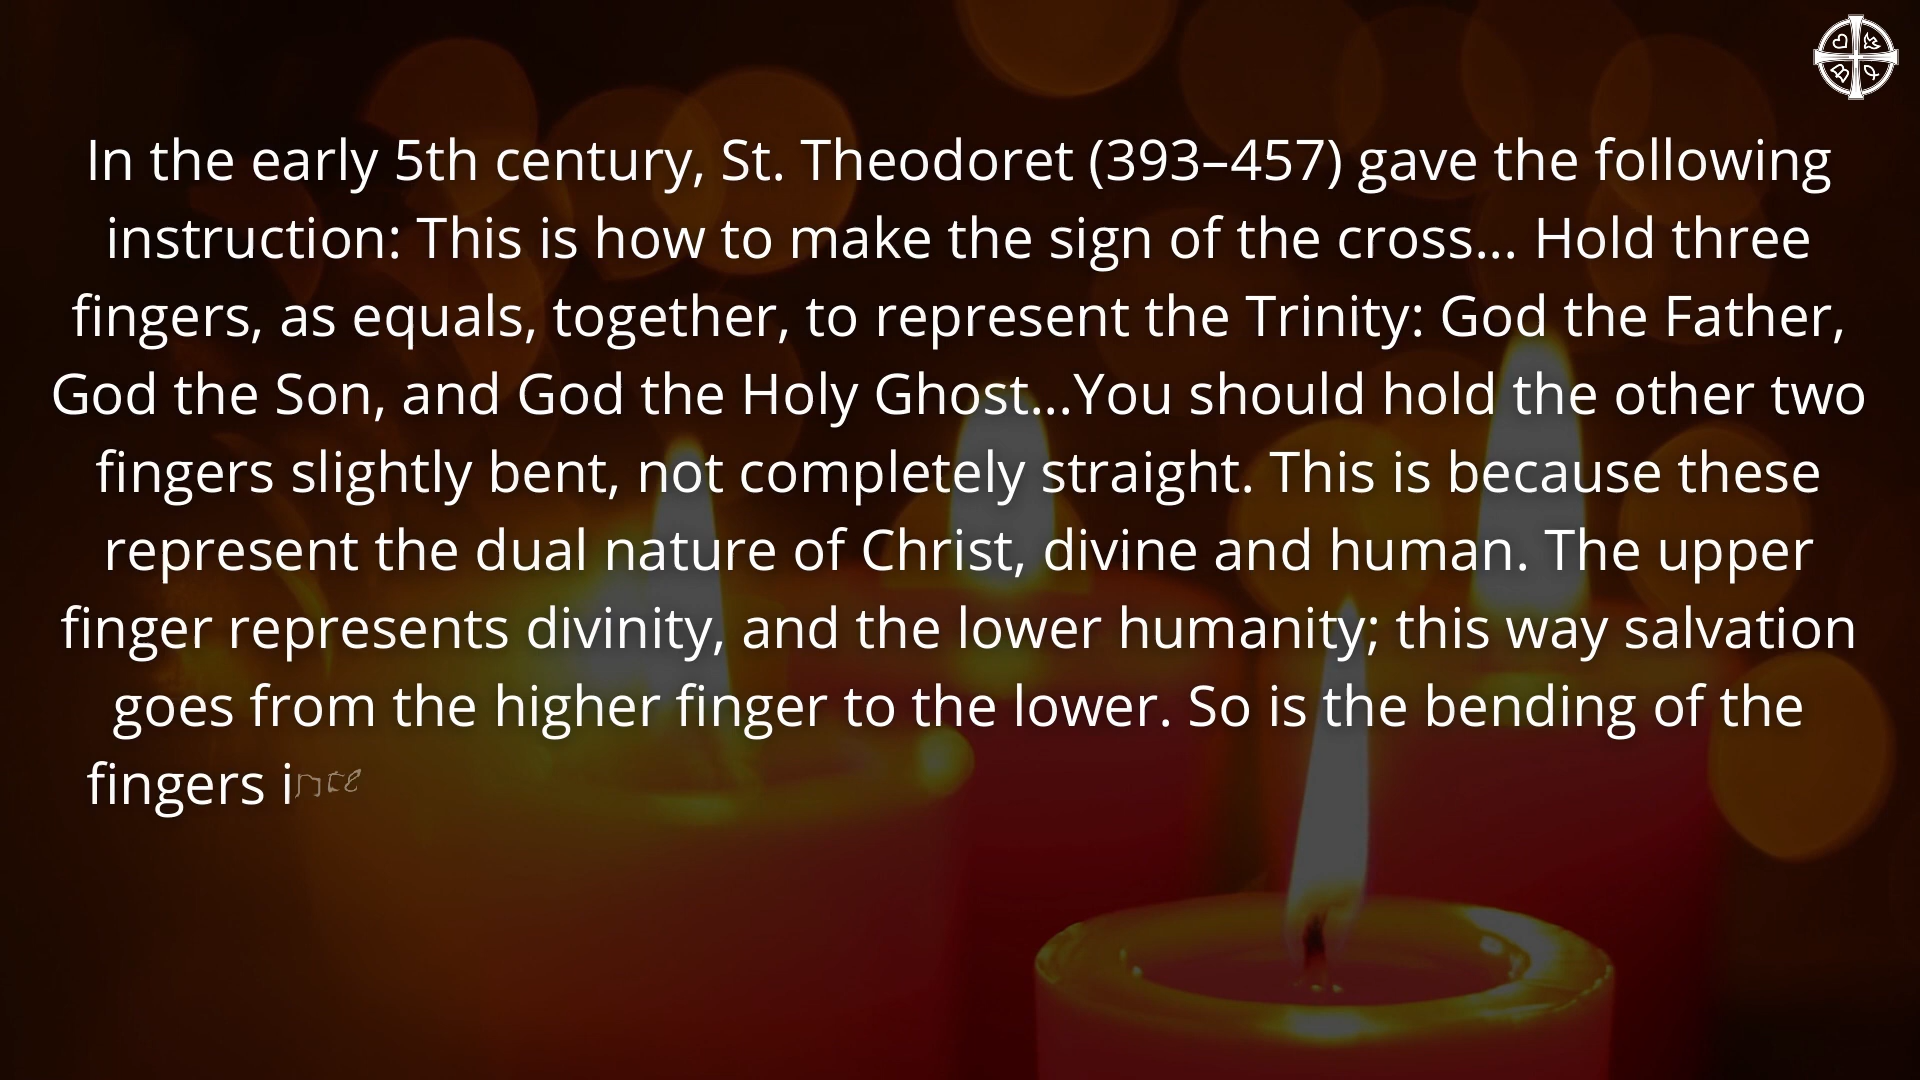 In the early 5th century, St. Theodoret (393–457) gave the following
instruction: This is how to make the sign of the cross... Hold three
fingers, as equals, together, to represent the Trinity: God the Father,
God the Son, and God the Holy Ghost...You should hold the other two
fingers slightly bent, not completely straight. This is because these
represent the dual nature of Christ, divine and human. The upper
finger represents divinity, and the lower humanity; this way salvation
goes from the higher finger to the lower. So is the bending of the
fingers